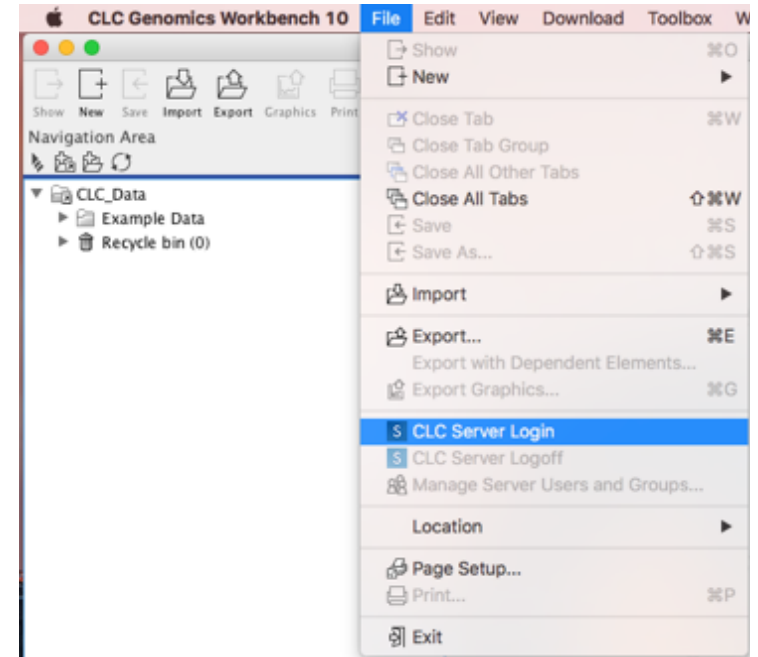 CLC Genomics Workbench 10 File Edit View Download Toolbox W
Show ⌘O
New ▶
Show New Save Import Export Graphics Print
Close Tab ⌘W
Navigation Area
Close Tab Group
Close All Other Tabs
CLC_Data
Close All Tabs ⇧⌘W
Example Data
Save ⌘S
Recycle bin (0)
Save As... ⇧⌘S
Import ▶
Export... ⌘E
Export with Dependent Elements...
Export Graphics... ⌘G
S CLC Server Login
S CLC Server Logoff
Manage Server Users and Groups...
Location ▶
Page Setup...
Print... ⌘P
Exit